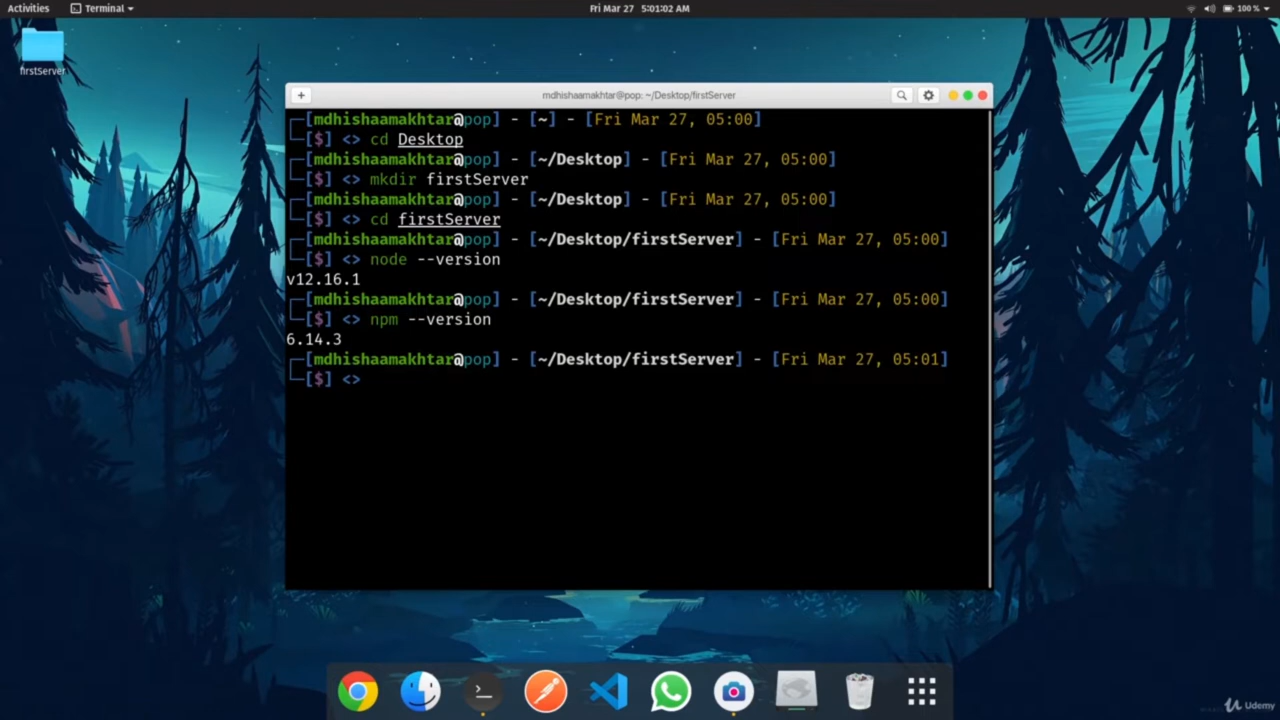 Activities Terminal Fri Mar 27 5:01:02 AM 100 %
firstServer
mdhishaamakhtar@pop: ~/Desktop/firstServer
[mdhishaamakhtar@pop] - [~] - [Fri Mar 27, 05:00]
[$] <> cd Desktop
[mdhishaamakhtar@pop] - [~/Desktop] - [Fri Mar 27, 05:00]
[$] <> mkdir firstServer
[mdhishaamakhtar@pop] - [~/Desktop] - [Fri Mar 27, 05:00]
[$] <> cd firstServer
[mdhishaamakhtar@pop] - [~/Desktop/firstServer] - [Fri Mar 27, 05:00]
[$] <> node --version
v12.16.1
[mdhishaamakhtar@pop] - [~/Desktop/firstServer] - [Fri Mar 27, 05:00]
[$] <> npm --version
6.14.3
[mdhishaamakhtar@pop] - [~/Desktop/firstServer] - [Fri Mar 27, 05:01]
[$] <>
Udemy